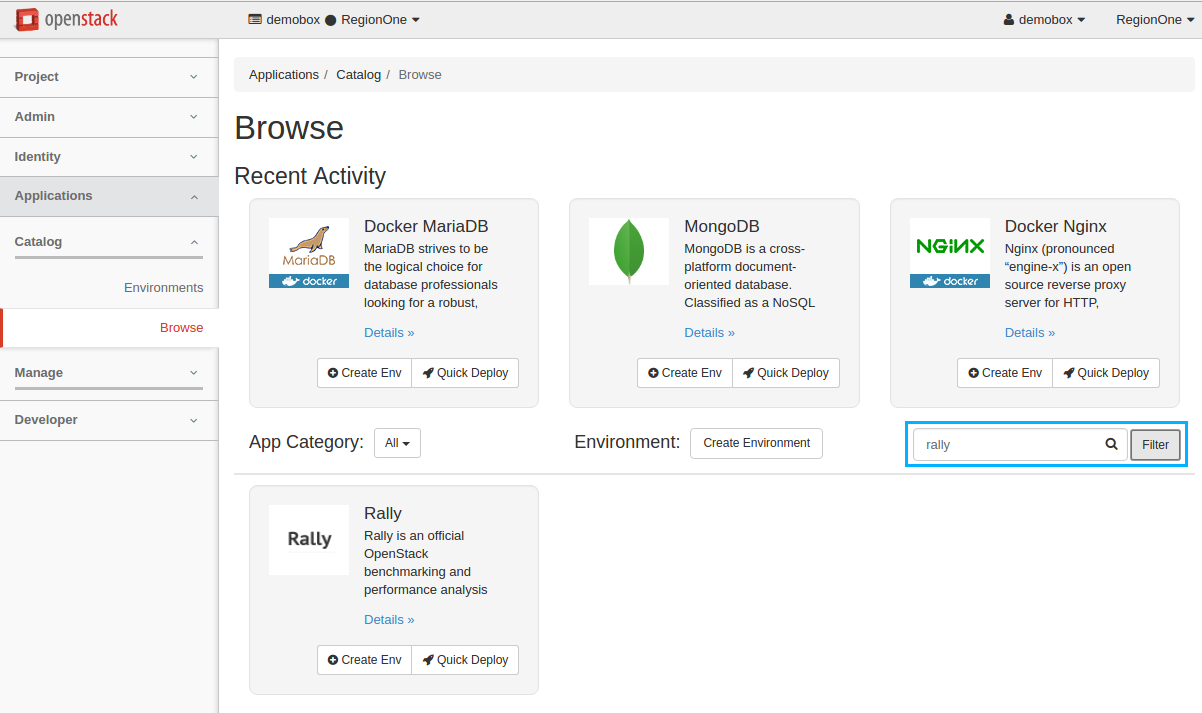 openstack
demobox RegionOne
demobox
RegionOne
Project
Admin
Identity
Applications
Catalog
Environments
Browse
Manage
Developer
Applications / Catalog / Browse
Browse
Recent Activity
MariaDB
docker
Docker MariaDB
MariaDB strives to be
the logical choice for
database professionals
looking for a robust,
Details »
Create Env
Quick Deploy
MongoDB
MongoDB is a cross-
platform document-
oriented database.
Classified as a NoSQL
Details »
Create Env
Quick Deploy
NGINX
docker
Docker Nginx
Nginx (pronounced
“engine-x”) is an open
source reverse proxy
server for HTTP,
Details »
Create Env
Quick Deploy
App Category: All
Environment: Create Environment
rally
Filter
Rally
Rally
Rally is an official
OpenStack
benchmarking and
performance analysis
Details »
Create Env
Quick Deploy